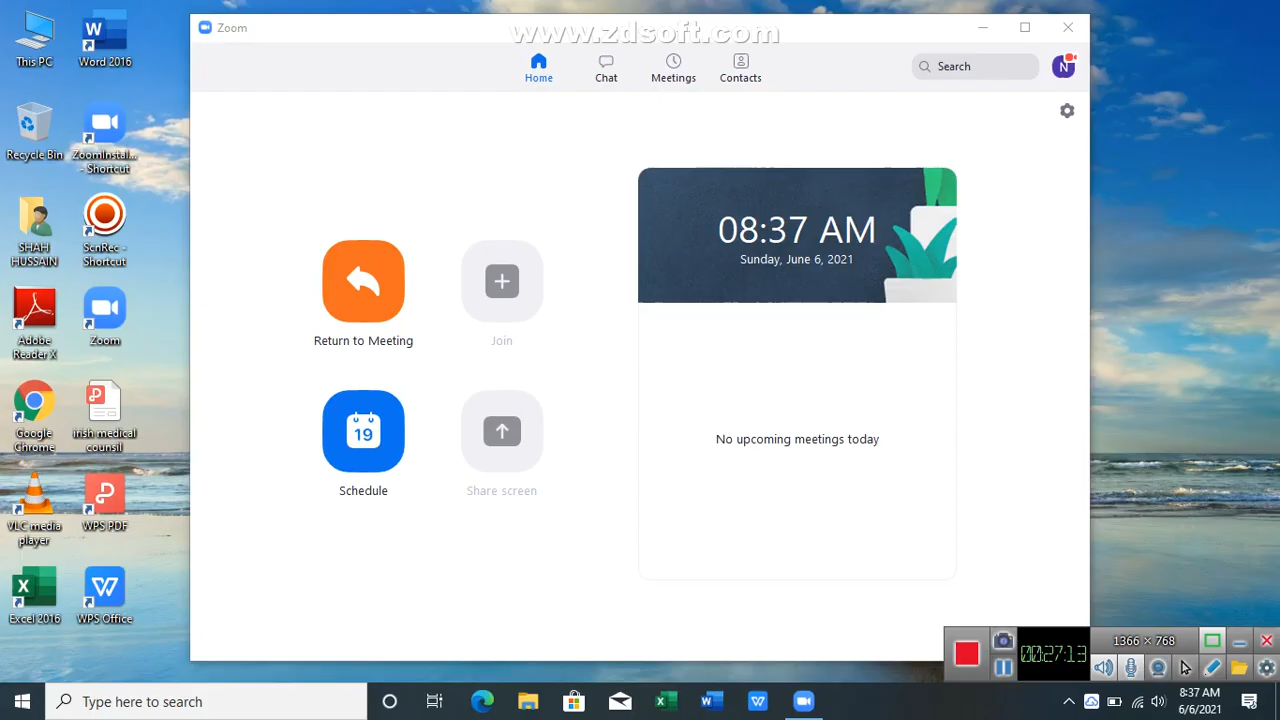 www.zdsoft.com
Zoom
Home
Chat
Meetings
Contacts
Search
N
08:37 AM
Sunday, June 6, 2021
Return to Meeting
Join
19
Schedule
Share screen
No upcoming meetings today
This PC
Word 2016
Recycle Bin
ZoomInstal...
- Shortcut
SHAH
HUSSAIN
ScnRec -
Shortcut
Adobe
Reader X
Zoom
Google
Chrome
irish medical
counsil
VLC media
player
WPS PDF
Excel 2016
WPS Office
00:27:13
1366 × 768
Type here to search
8:37 AM
6/6/2021